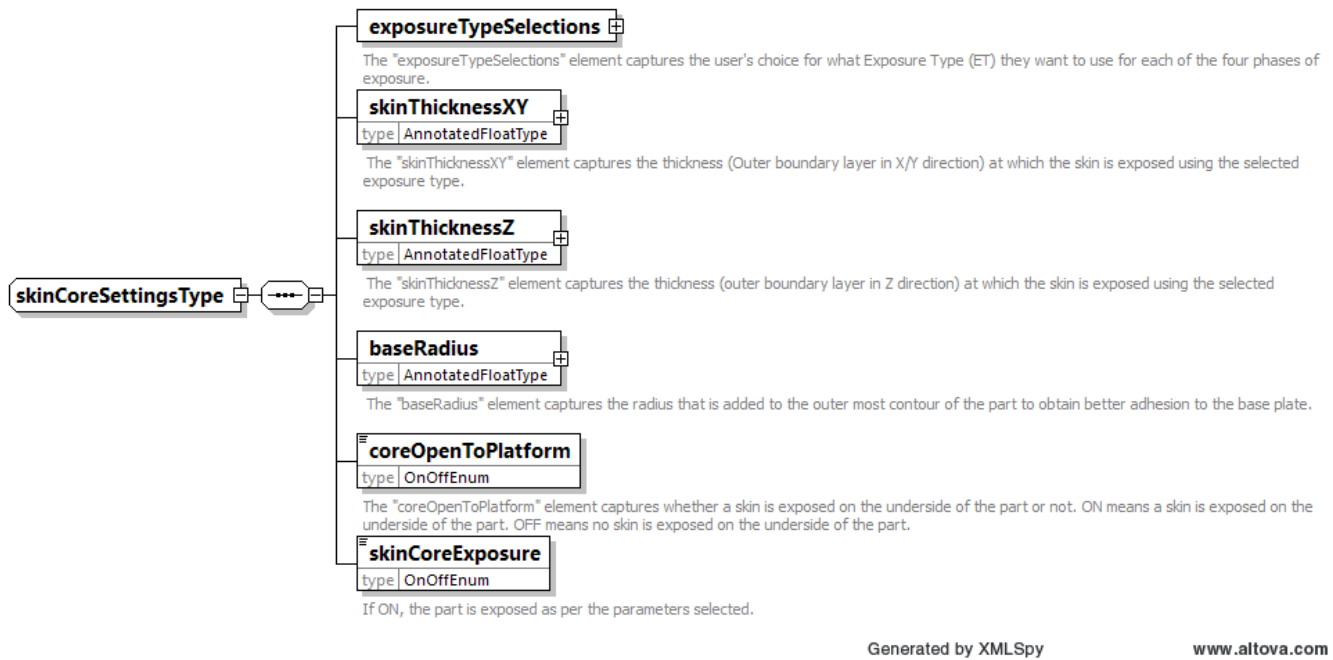 exposureTypeSelections
The "exposureTypeSelections" element captures the user's choice for what Exposure Type (ET) they want to use for each of the four phases of
exposure.
skinThicknessXY
type AnnotatedFloatType
The "skinThicknessXY" element captures the thickness (Outer boundary layer in X/Y direction) at which the skin is exposed using the selected
exposure type.
skinThicknessZ
type AnnotatedFloatType
The "skinThicknessZ" element captures the thickness (outer boundary layer in Z direction) at which the skin is exposed using the selected
exposure type.
skinCoreSettingsType
baseRadius
type AnnotatedFloatType
The "baseRadius" element captures the radius that is added to the outer most contour of the part to obtain better adhesion to the base plate.
coreOpenToPlatform
type OnOffEnum
The "coreOpenToPlatform" element captures whether a skin is exposed on the underside of the part or not. ON means a skin is exposed on the
underside of the part. OFF means no skin is exposed on the underside of the part.
skinCoreExposure
type OnOffEnum
If ON, the part is exposed as per the parameters selected.
Generated by XMLSpy www.altova.com